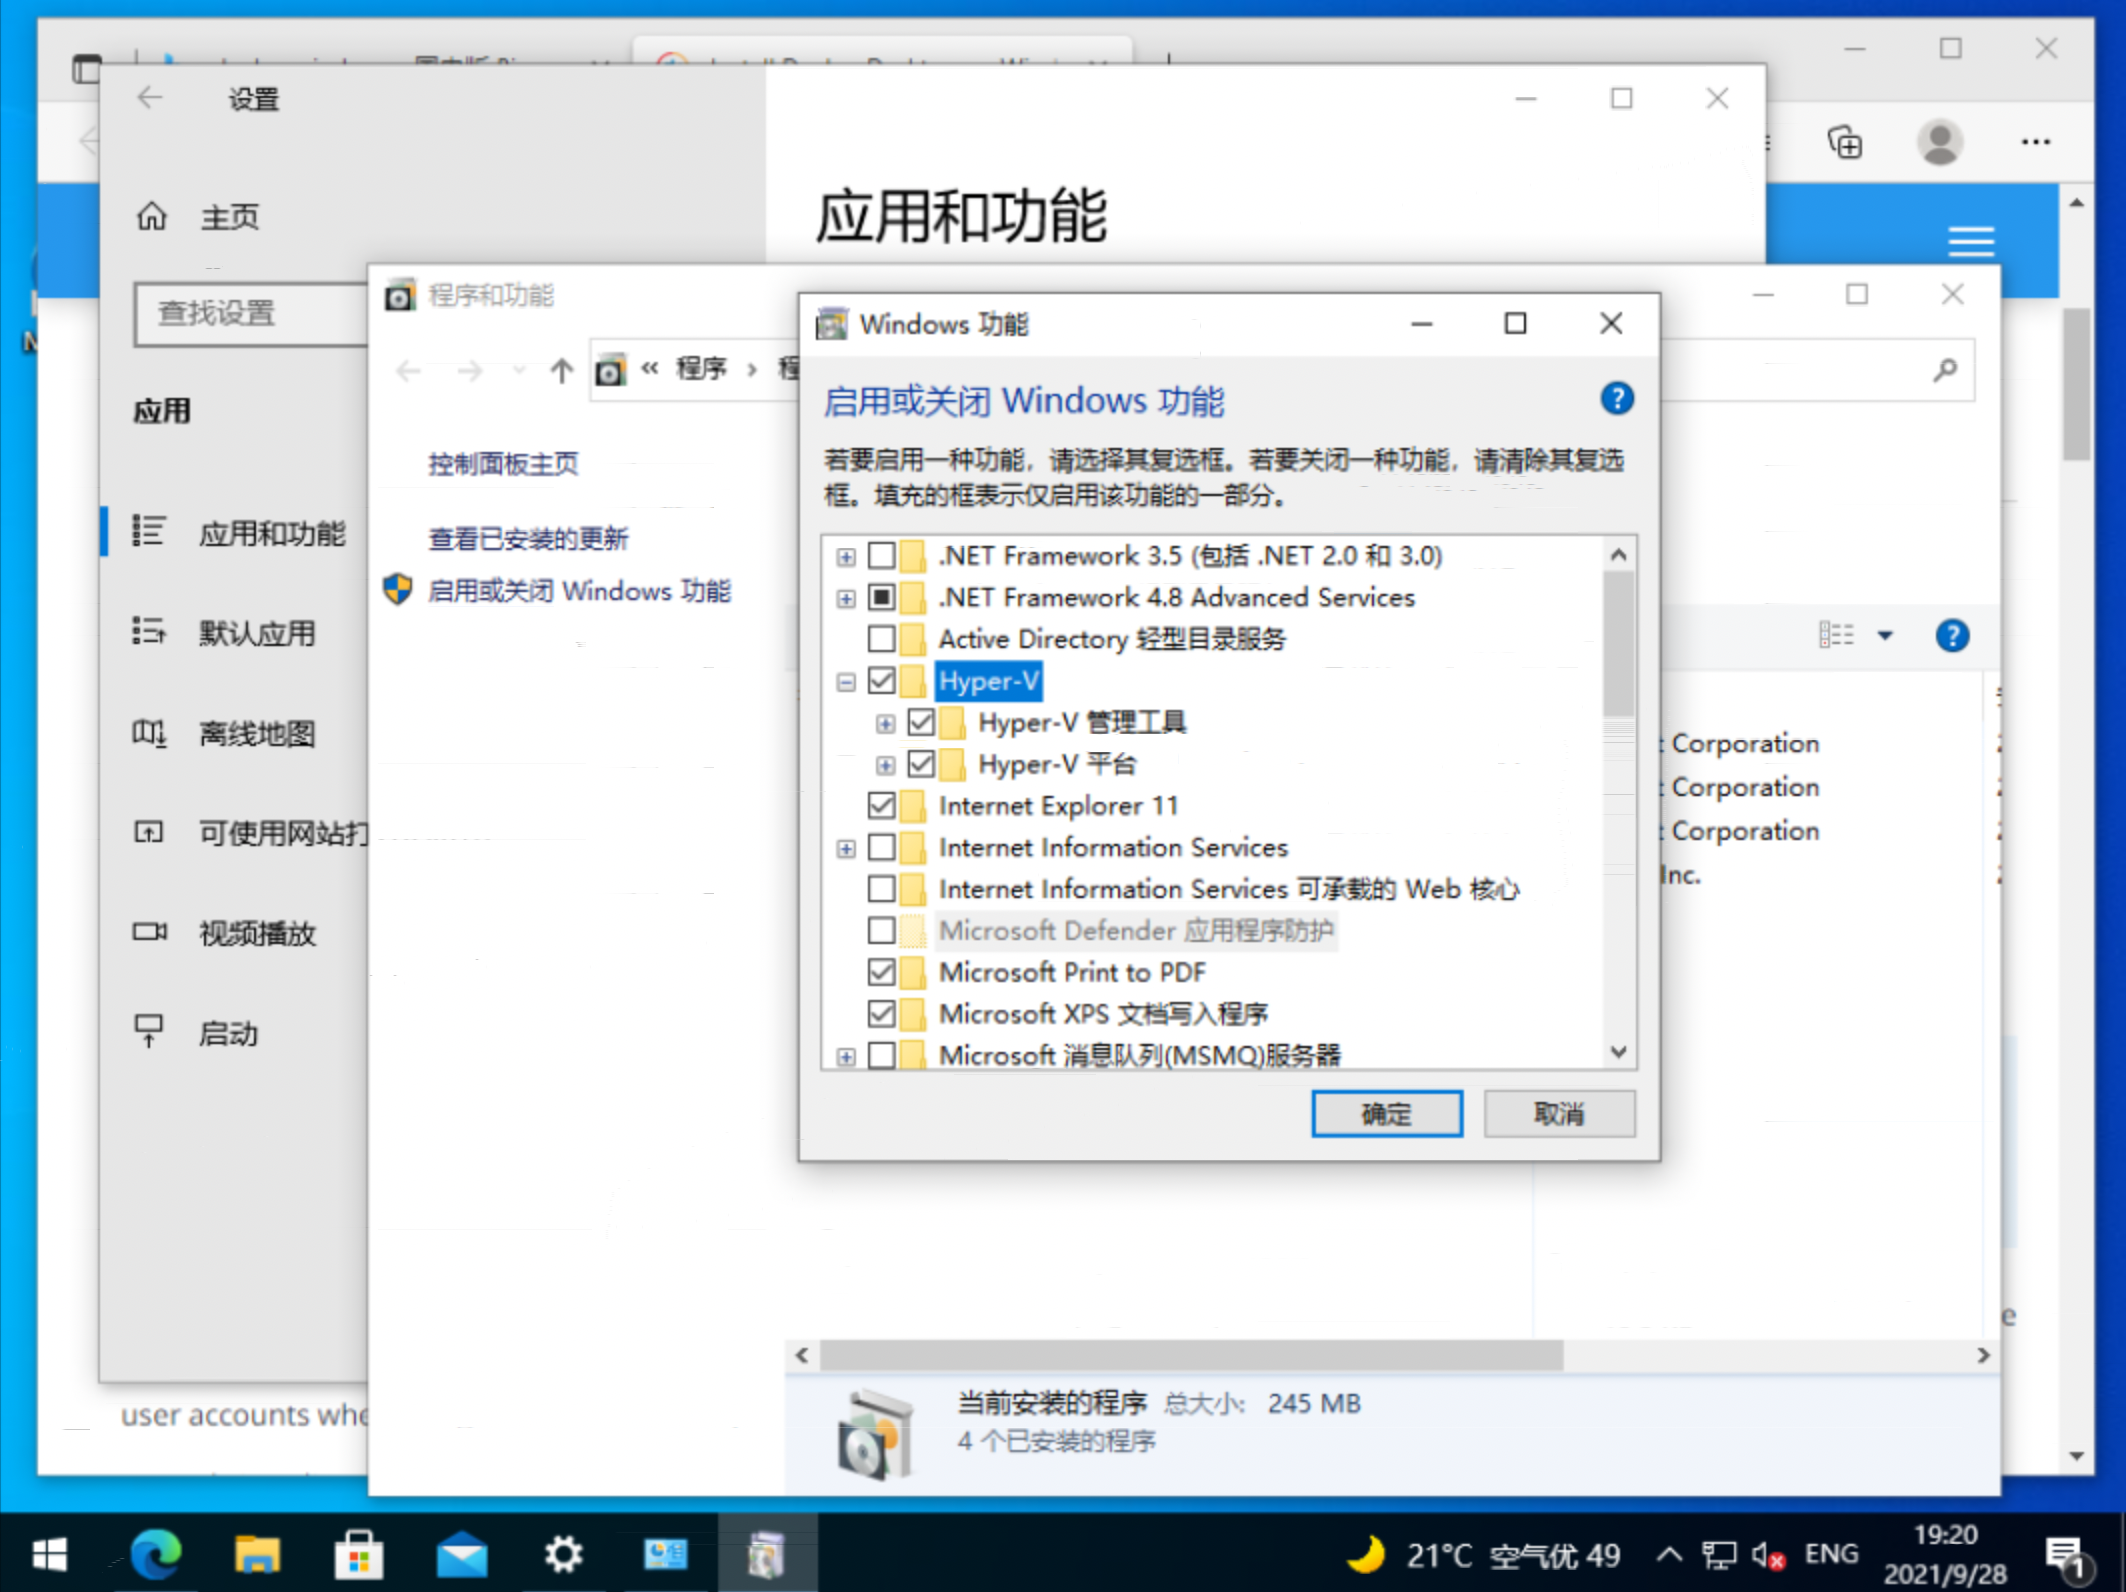 设置
主页
应用和功能
查找设置
应用
应用和功能
默认应用
离线地图
可使用网站打
视频播放
启动
程序和功能
« 程序 › 程
控制面板主页
查看已安装的更新
启用或关闭 Windows 功能
Windows 功能
启用或关闭 Windows 功能
若要启用一种功能，请选择其复选框。若要关闭一种功能，请清除其复选
框。填充的框表示仅启用该功能的一部分。
.NET Framework 3.5 (包括 .NET 2.0 和 3.0)
.NET Framework 4.8 Advanced Services
Active Directory 轻型目录服务
Hyper-V
Hyper-V 管理工具
Hyper-V 平台
Internet Explorer 11
Internet Information Services
Internet Information Services 可承载的 Web 核心
Microsoft Defender 应用程序防护
Microsoft Print to PDF
Microsoft XPS 文档写入程序
Microsoft 消息队列(MSMQ)服务器
确定 取消
t Corporation
t Corporation
t Corporation
Inc.
e
当前安装的程序 总大小: 245 MB
4 个已安装的程序
user accounts whe
21°C 空气优 49
ENG
19:20
2021/9/28
1